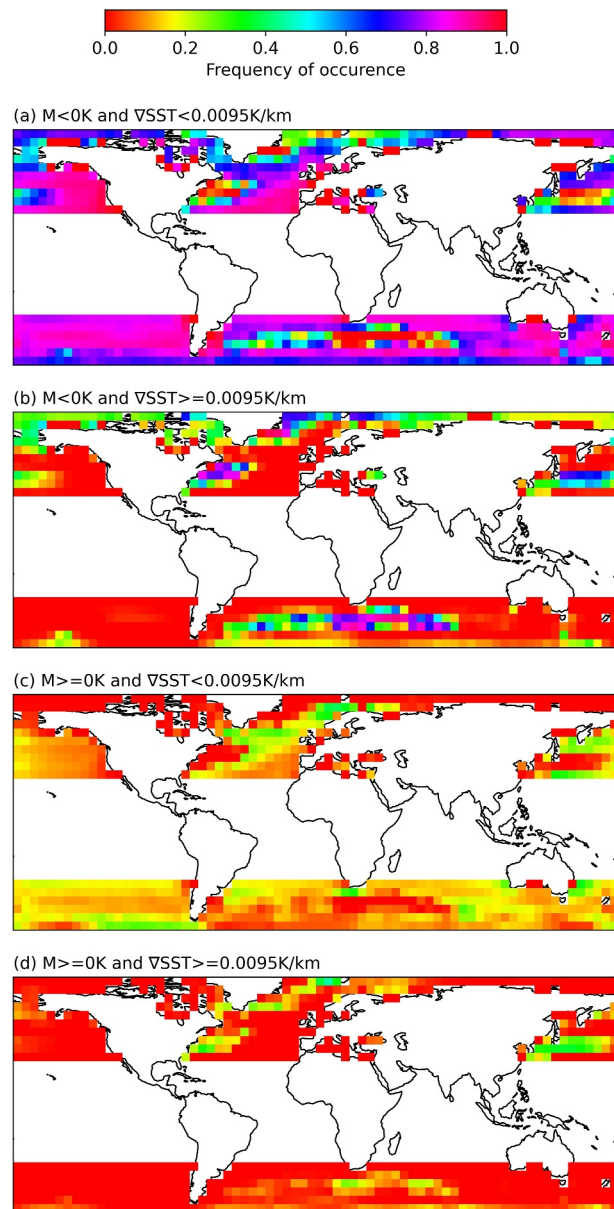 0.0 0.2 0.4 0.6 0.8 1.0
Frequency of occurence
(a) M<0K and ∇SST<0.0095K/km
(b) M<0K and ∇SST>=0.0095K/km
(c) M>=0K and ∇SST<0.0095K/km
(d) M>=0K and ∇SST>=0.0095K/km